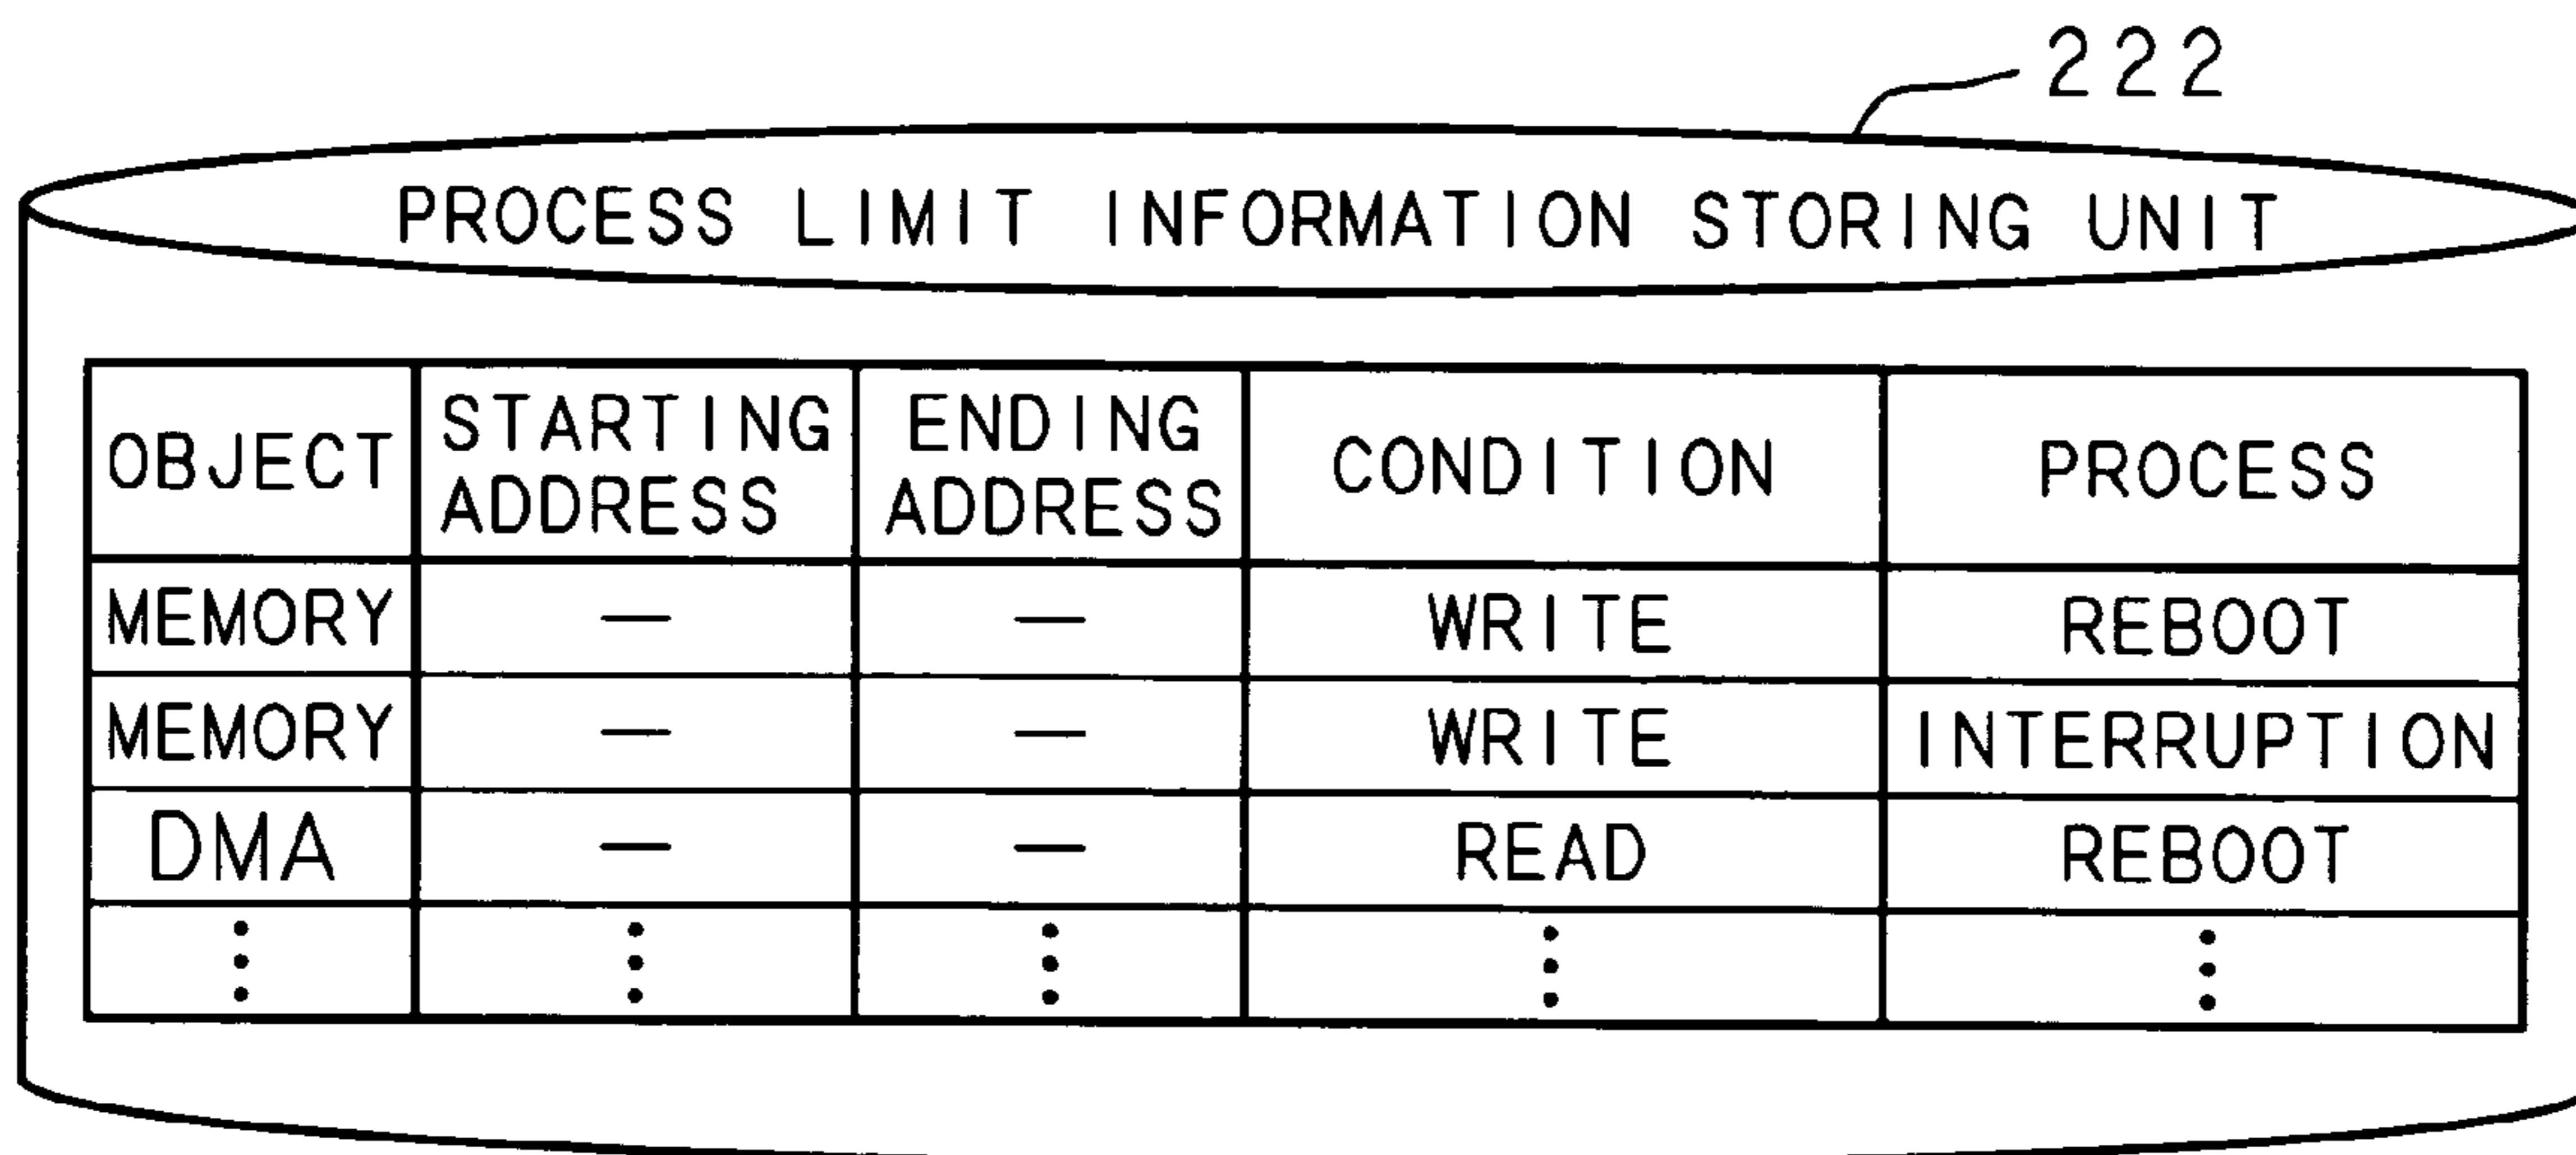 222
PROCESS LIMIT INFORMATION STORING UNIT
OBJECT STARTING ADDRESS ENDING ADDRESS CONDITION PROCESS
MEMORY — — WRITE REBOOT
MEMORY — — WRITE INTERRUPTION
DMA — — READ REBOOT
⋮ ⋮ ⋮ ⋮ ⋮